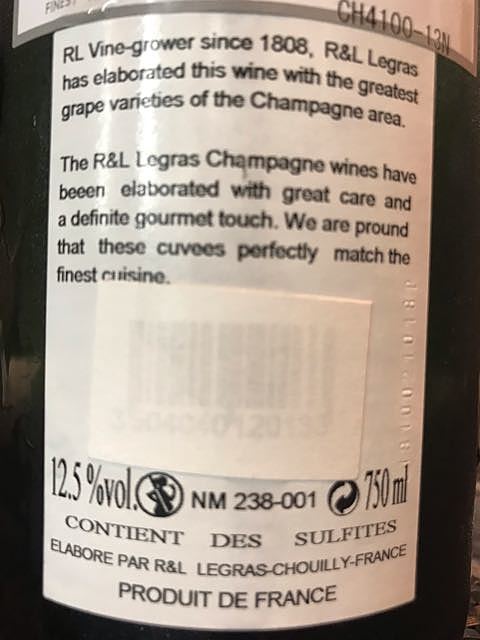 FINES
CH4100-13N
RL Vine-grower since 1808, R&L Legras
has elaborated this wine with the greatest
grape varieties of the Champagne area.
The R&L Legras Champagne wines have
beeen elaborated with great care and
a definite gourmet touch. We are pround
that these cuvees perfectly match the
finest cuisine.
12.5 %vol. NM 238-001 750 ml
CONTIENT DES SULFITES
ELABORE PAR R&L LEGRAS-CHOUILLY-FRANCE
PRODUIT DE FRANCE